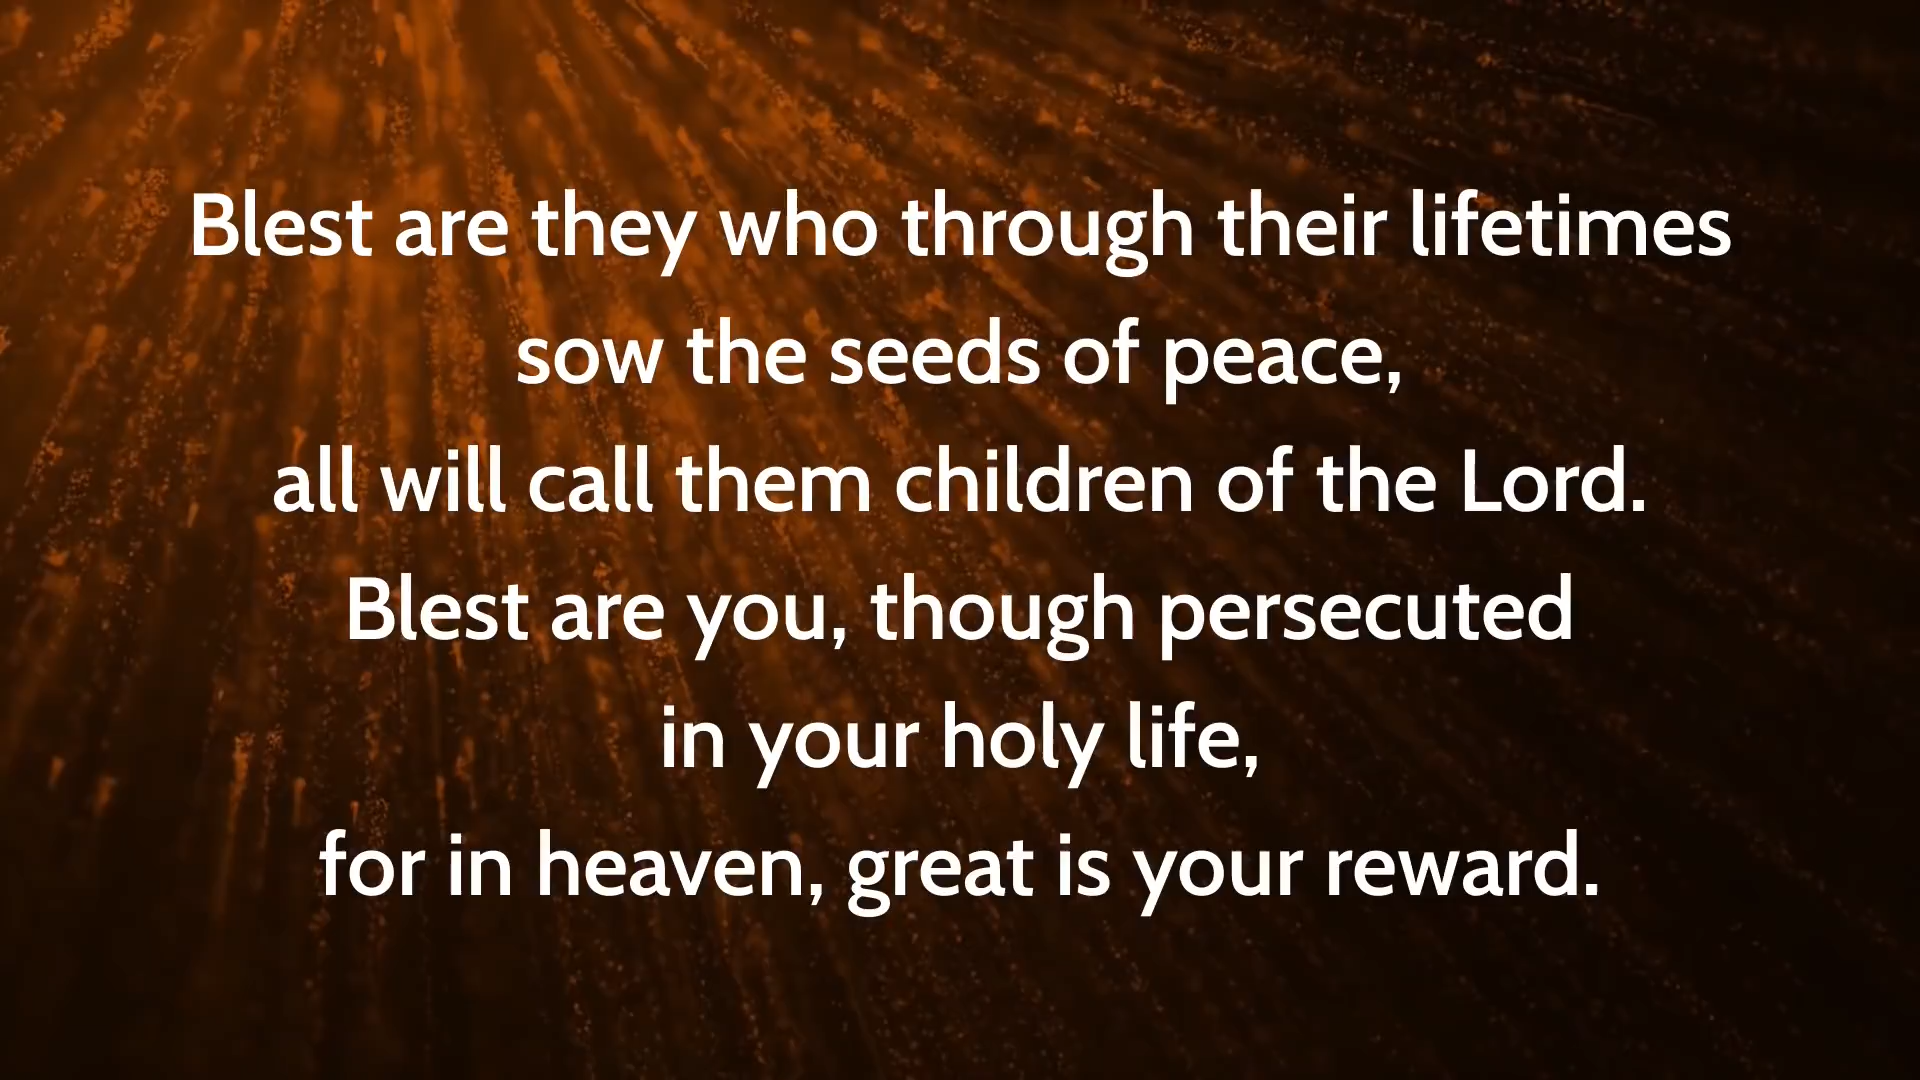 Blest are they who through their lifetimes
sow the seeds of peace,
all will call them children of the Lord.
Blest are you, though persecuted
in your holy life,
for in heaven, great is your reward.